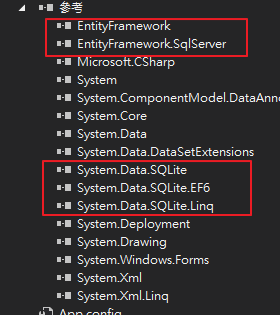 參考
EntityFramework
EntityFramework.SqlServer
Microsoft.CSharp
System
System.ComponentModel.DataAnno
System.Core
System.Data
System.Data.DataSetExtensions
System.Data.SQLite
System.Data.SQLite.EF6
System.Data.SQLite.Linq
System.Deployment
System.Drawing
System.Windows.Forms
System.Xml
System.Xml.Linq
App.config